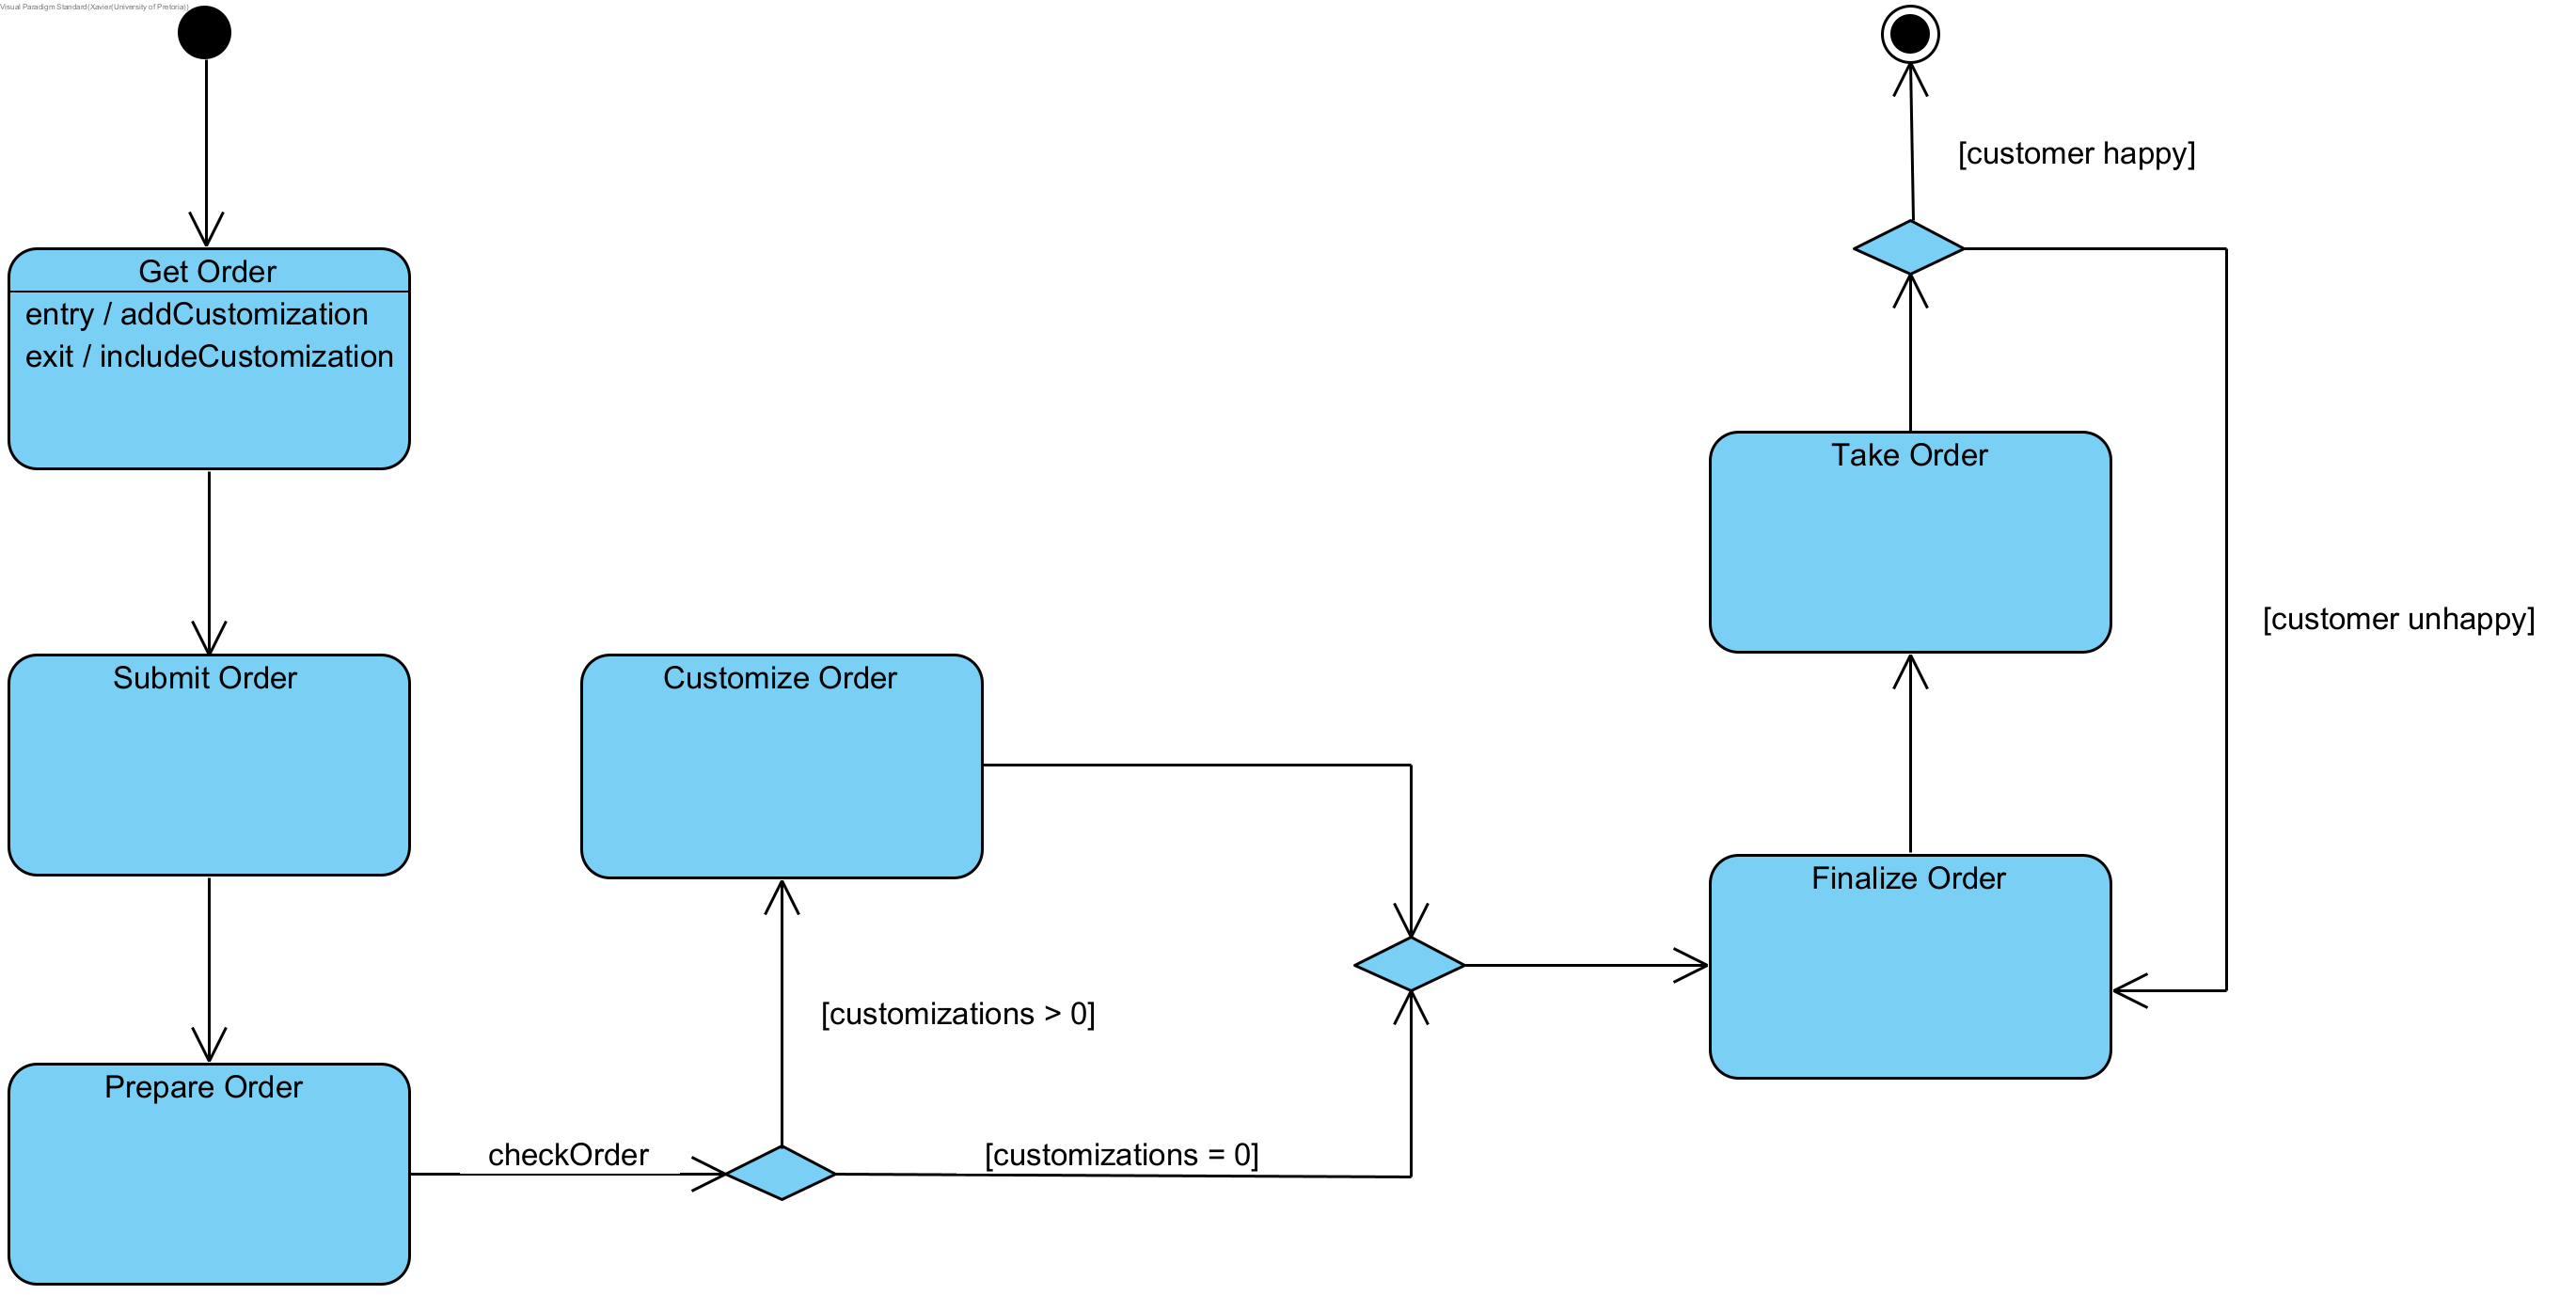 Visual Paradigm Standard(Xavier(University of Pretoria))
Get Order
entry / addCustomization
exit / includeCustomization
Submit Order
Prepare Order
checkOrder
Customize Order
[customizations > 0]
[customizations = 0]
[customer happy]
Take Order
[customer unhappy]
Finalize Order